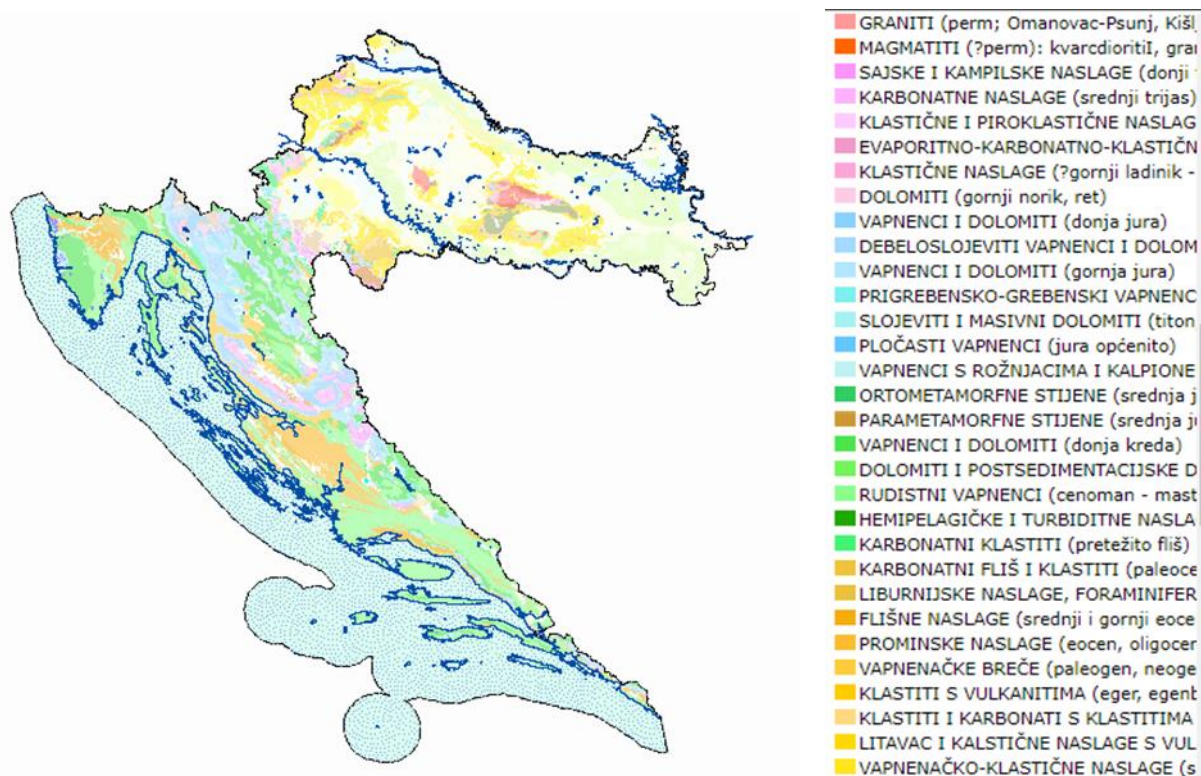 GRANITI (perm; Omanovac-Psunj, Kišl
MAGMATITI (?perm): kvarcdioritiI, gra
SAJSKE I KAMPILSKE NASLAGE (donji
KARBONATNE NASLAGE (srednji trijas)
KLASTIČNE I PIROKLASTIČNE NASLAG
EVAPORITNO-KARBONATNO-KLASTIČN
KLASTIČNE NASLAGE (?gornji ladinik -
DOLOMITI (gornji norik, ret)
VAPNENCI I DOLOMITI (donja jura)
DEBELOSLOJEVITI VAPNENCI I DOLOM
VAPNENCI I DOLOMITI (gornja jura)
PRIGREBENSKO-GREBENSKI VAPNENC
SLOJEVITI I MASIVNI DOLOMITI (titon
PLOČASTI VAPNENCI (jura općenito)
VAPNENCI S ROŽNJACIMA I KALPIONE
ORTOMETAMORFNE STIJENE (srednja j
PARAMETAMORFNE STIJENE (srednja j
VAPNENCI I DOLOMITI (donja kreda)
DOLOMITI I POSTSEDIMENTACIJSKE D
RUDISTNI VAPNENCI (cenoman - mast
HEMIPELAGIČKE I TURBIDITNE NASLA
KARBONATNI KLASTITI (pretežito fliš)
KARBONATNI FLIŠ I KLASTITI (paleoce
LIBURNIJSKE NASLAGE, FORAMINIFER
FLIŠNE NASLAGE (srednji i gornji eoce
PROMINSKE NASLAGE (eocen, oligocer
VAPNENAČKE BREČE (paleogen, neoge
KLASTITI S VULKANITIMA (eger, egenb
KLASTITI I KARBONATI S KLASTITIMA
LITAVAC I KALSTIČNE NASLAGE S VUL
VAPNENAČKO-KLASTIČNE NASLAGE (s